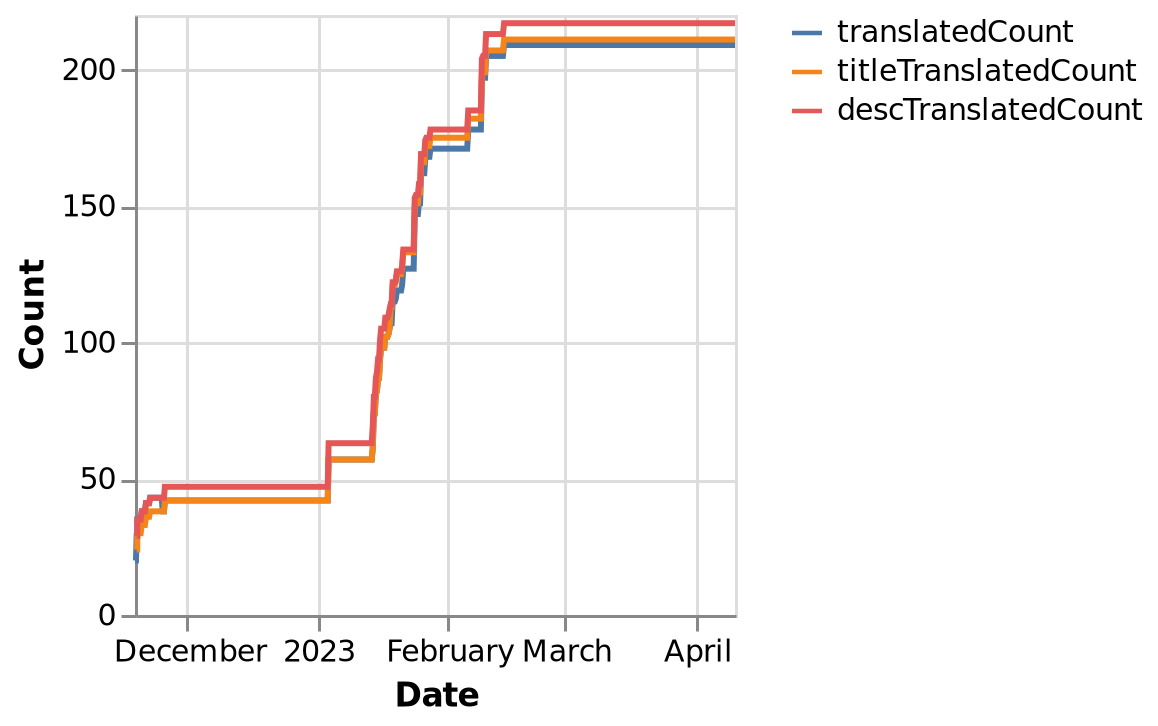 translatedCount
titleTranslatedCount
descTranslatedCount
200
150
100
50
0
Count
December 2023 February March April
Date